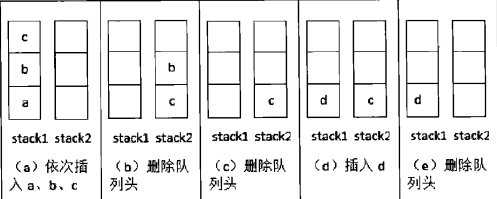 c
b
a
b
c
c
d
c
d
stack1 stack2
stack1 stack2
stack1 stack2
stack1 stack2
stack1 stack2
（a）依次插
入 a、b、c
（b）删除队
列头
（c）删除队
列头
（d）插入 d
（e）删除队
列头